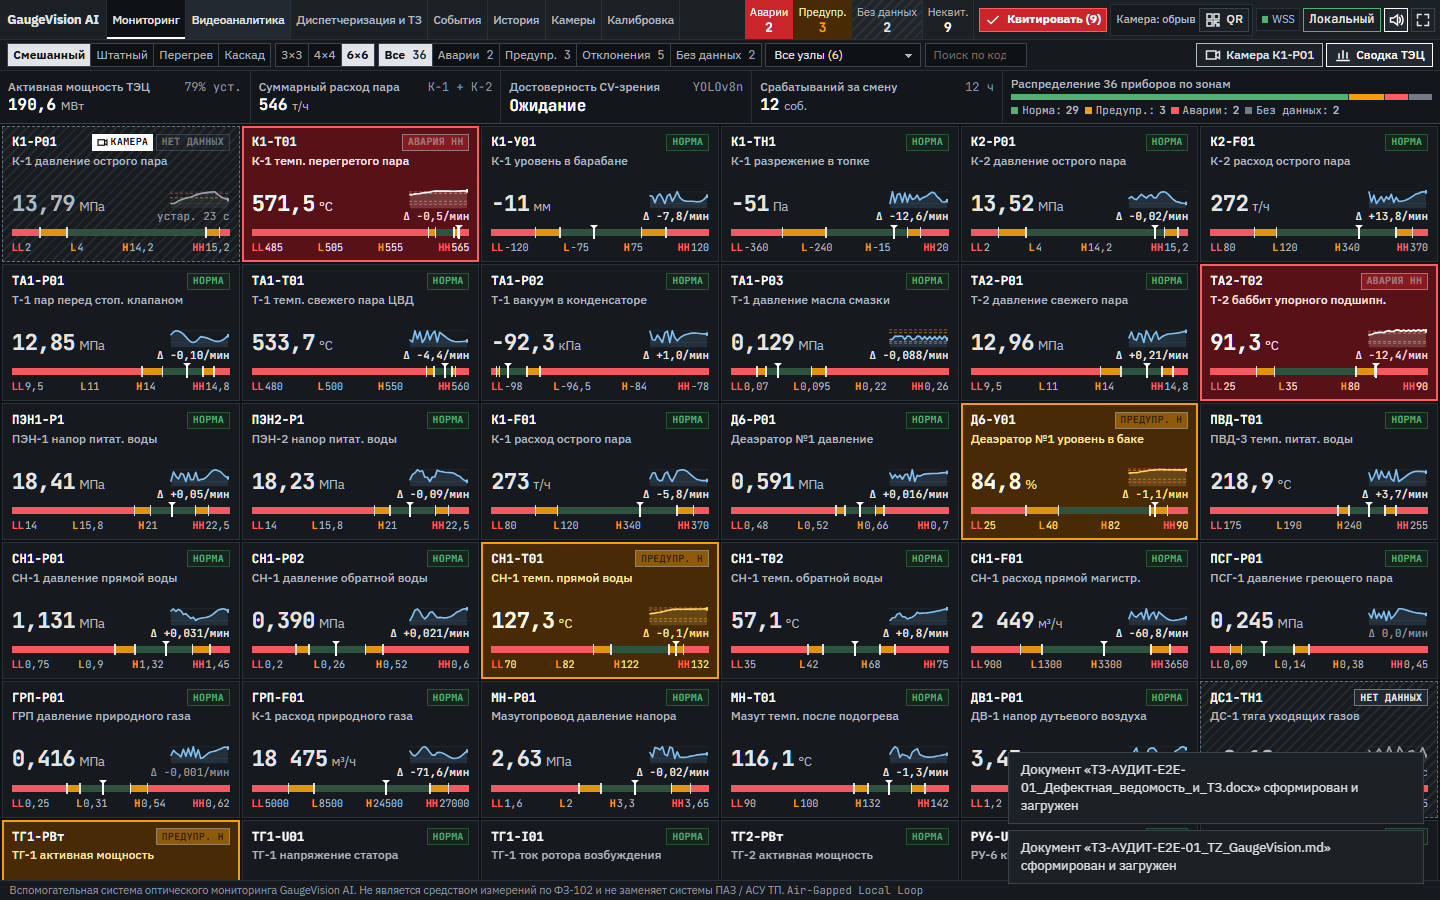 GaugeVision AI Мониторинг Видеоаналитика Диспетчеризация и ТЗ События История Камеры Калибровка Аварии 2 Предупр. 3 Без данных 2 Неквит. 9 Квитировать (9) Камера: обрыв QR WSS Локальный
Смешанный Штатный Перегрев Каскад 3×3 4×4 6×6 Все 36 Аварии 2 Предупр. 3 Отклонения 5 Без данных 2 Все узлы (6) Поиск по код Камера К1-Р01 Сводка ТЭЦ
Активная мощность ТЭЦ 79% уст. Суммарный расход пара К-1 + К-2 Достоверность CV-зрения YOLOv8n Срабатываний за смену 12 ч Распределение 36 приборов по зонам
190,6 МВт 546 т/ч Ожидание 12 соб.
Норма: 29 Предупр.: 3 Аварии: 2 Без данных: 2
К1-Р01 КАМЕРА НЕТ ДАННЫХ К1-Т01 АВАРИЯ НН К1-У01 НОРМА К1-ТН1 НОРМА К2-Р01 НОРМА К2-F01 НОРМА
К-1 давление острого пара К-1 темп. перегретого пара К-1 уровень в барабане К-1 разрежение в топке К-2 давление острого пара К-2 расход острого пара
13,79 МПа 571,5 °С -11 мм -51 Па 13,52 МПа 272 т/ч
устар. 23 с Δ -0,5/мин Δ -7,8/мин Δ -12,6/мин Δ -0,02/мин Δ +13,8/мин
LL2 L4 H14,2 HH15,2 LL485 L505 H555 HH565 LL-120 L-75 H75 HH120 LL-360 L-240 H-15 HH20 LL2 L4 H14,2 HH15,2 LL80 L120 H340 HH370
ТА1-Р01 НОРМА ТА1-Т01 НОРМА ТА1-Р02 НОРМА ТА1-Р03 НОРМА ТА2-Р01 НОРМА ТА2-Т02 АВАРИЯ НН
Т-1 пар перед стоп. клапаном Т-1 темп. свежего пара ЦВД Т-1 вакуум в конденсаторе Т-1 давление масла смазки Т-2 давление свежего пара Т-2 баббит упорного подшипн.
12,85 МПа 533,7 °С -92,3 кПа 0,129 МПа 12,96 МПа 91,3 °С
Δ -0,10/мин Δ -4,4/мин Δ +1,0/мин Δ -0,088/мин Δ +0,21/мин Δ -12,4/мин
LL9,5 L11 H14 HH14,8 LL480 L500 H550 HH560 LL-98 L-96,5 H-84 HH-78 LL0,07 L0,095 H0,22 HH0,26 LL9,5 L11 H14 HH14,8 LL25 L35 H80 HH90
ПЭН1-Р1 НОРМА ПЭН2-Р1 НОРМА К1-F01 НОРМА Д6-Р01 НОРМА Д6-У01 ПРЕДУПР. Н ПВД-Т01 НОРМА
ПЭН-1 напор питат. воды ПЭН-2 напор питат. воды К-1 расход острого пара Деаэратор №1 давление Деаэратор №1 уровень в баке ПВД-3 темп. питат. воды
18,41 МПа 18,23 МПа 273 т/ч 0,591 МПа 84,8 % 218,9 °С
Δ +0,05/мин Δ -0,09/мин Δ -5,8/мин Δ +0,016/мин Δ -1,1/мин Δ +3,7/мин
LL14 L15,8 H21 HH22,5 LL14 L15,8 H21 HH22,5 LL80 L120 H340 HH370 LL0,48 L0,52 H0,66 HH0,7 LL25 L40 H82 HH90 LL175 L190 H240 HH255
СН1-Р01 НОРМА СН1-Р02 НОРМА СН1-Т01 ПРЕДУПР. Н СН1-Т02 НОРМА СН1-F01 НОРМА ПСГ-Р01 НОРМА
СН-1 давление прямой воды СН-1 давление обратной воды СН-1 темп. прямой воды СН-1 темп. обратной воды СН-1 расход прямой магистр. ПСГ-1 давление греющего пара
1,131 МПа 0,390 МПа 127,3 °С 57,1 °С 2 449 м³/ч 0,245 МПа
Δ +0,031/мин Δ +0,021/мин Δ -0,1/мин Δ +0,8/мин Δ -60,8/мин Δ 0,0/мин
LL0,75 L0,9 H1,32 HH1,45 LL0,2 L0,26 H0,52 HH0,6 LL70 L82 H122 HH132 LL35 L42 H68 HH75 LL900 L1300 H3300 HH3650 LL0,09 L0,14 H0,38 HH0,45
ГРП-Р01 НОРМА ГРП-F01 НОРМА МН-Р01 НОРМА МН-Т01 НОРМА ДВ1-Р01 НОРМА ДС1-ТН1 НЕТ ДАННЫХ
ГРП давление природного газа К-1 расход природного газа Мазутопровод давление напора Мазут темп. после подогрева ДВ-1 напор дутьевого воздуха ДС-1 тяга уходящих газов
0,416 МПа 18 475 м³/ч 2,63 МПа 116,1 °С 3,47
Δ -0,001/мин Δ -71,6/мин Δ -0,02/мин Δ -1,3/мин
LL0,25 L0,31 H0,54 HH0,62 LL5000 L8500 H24500 HH27000 LL1,6 L2 H3,3 HH3,65 LL90 L100 H132 HH142 LL1,2
Документ «ТЗ-АУДИТ-E2E-
01_Дефектная_ведомость_и_ТЗ.docx» сформирован и
загружен
ТГ1-РВт ПРЕДУПР. Н ТГ1-U01 НОРМА ТГ1-I01 НОРМА ТГ2-РВт НОРМА РУ6-U
ТГ-1 активная мощность ТГ-1 напряжение статора ТГ-1 ток ротора возбуждения ТГ-2 активная мощность РУ-6 к
Документ «ТЗ-АУДИТ-E2E-01_TZ_GaugeVision.md»
сформирован и загружен
Вспомогательная система оптического мониторинга GaugeVision AI. Не является средством измерений по ФЗ-102 и не заменяет системы ПАЗ / АСУ ТП. Air-Gapped Local Loop